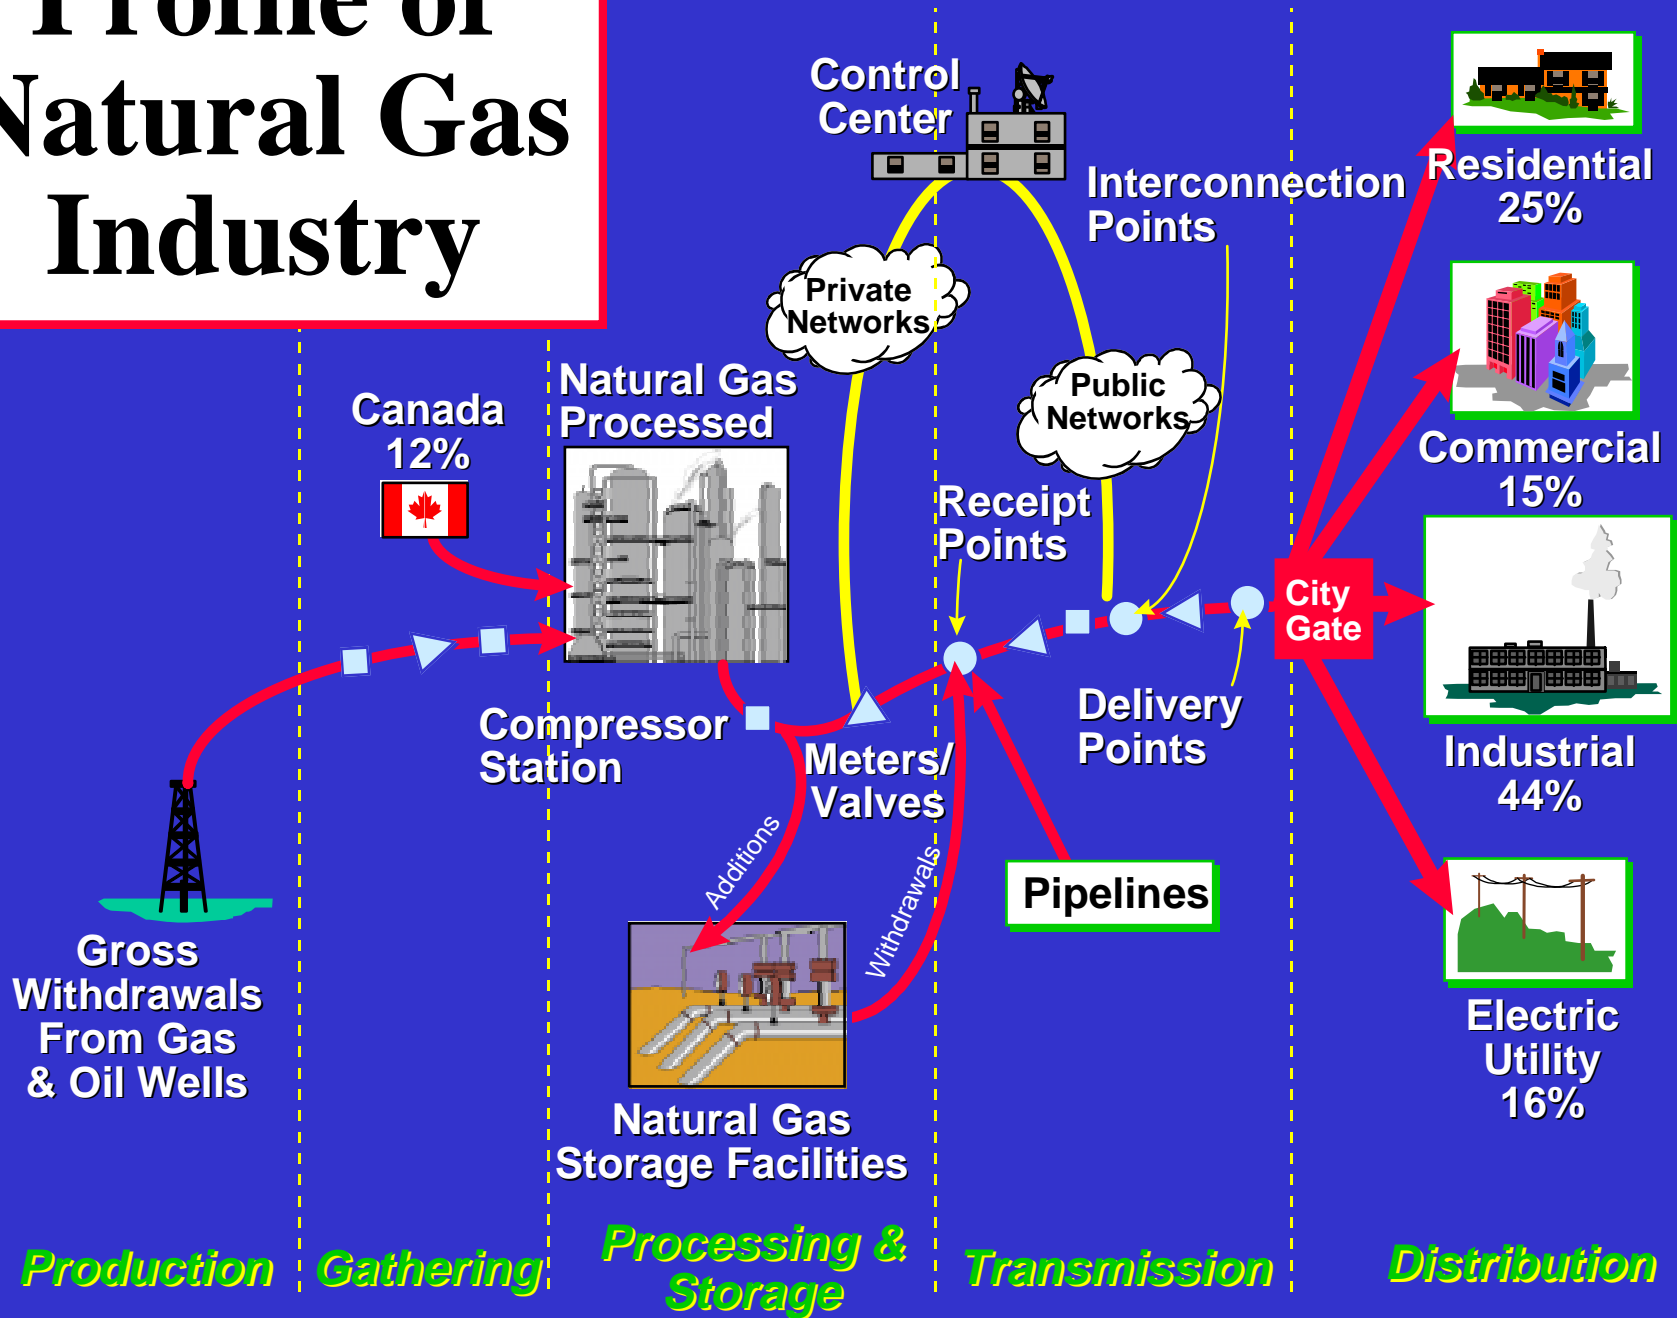 Profile of
Natural Gas
Industry
Control
Center
Interconnection
Points
Residential
25%
Private
Networks
Public
Networks
Canada
12%
Natural Gas
Processed
Commercial
15%
Receipt
Points
City
Gate
Compressor
Station
Meters/
Valves
Delivery
Points
Industrial
44%
Additions
Withdrawals
Pipelines
Gross
Withdrawals
From Gas
& Oil Wells
Natural Gas
Storage Facilities
Electric
Utility
16%
Production
Gathering
Processing &
Storage
Transmission
Distribution